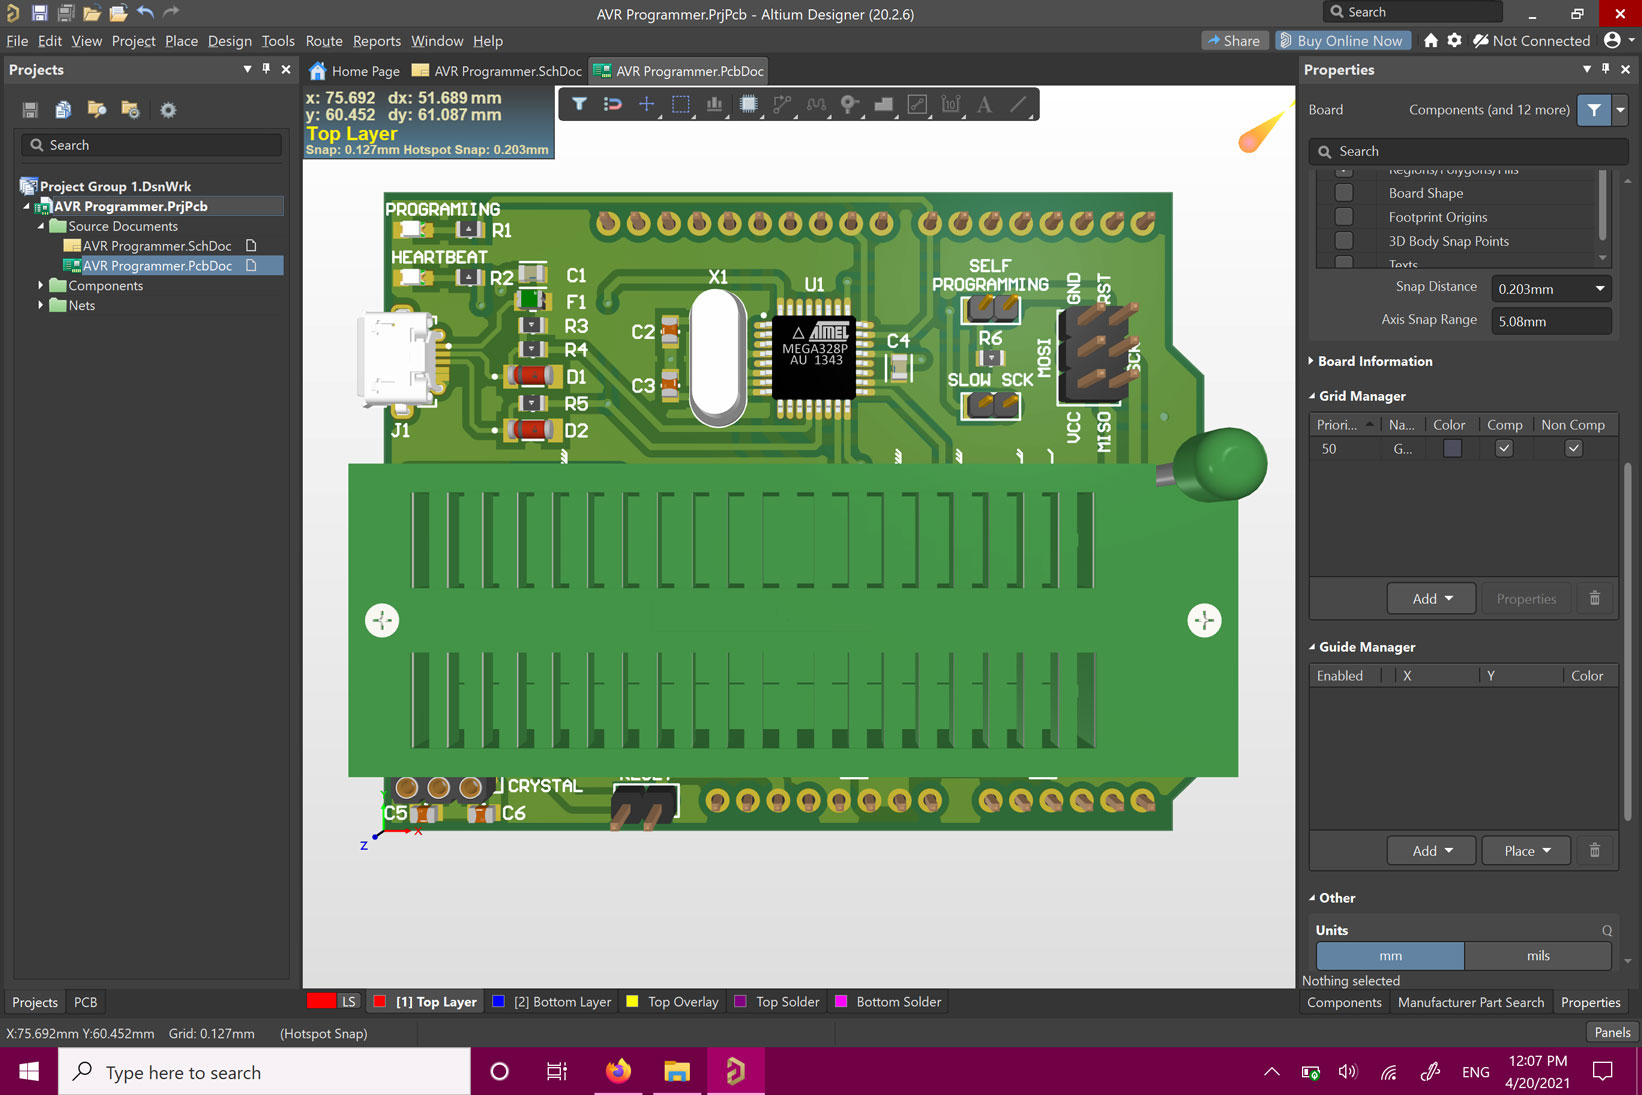 AVR Programmer.PrjPcb - Altium Designer (20.2.6)
Search
File Edit View Project Place Design Tools Route Reports Window Help
Share
Buy Online Now
Not Connected
Projects
Home Page
AVR Programmer.SchDoc
AVR Programmer.PcbDoc
Properties
x: 75.692 dx: 51.689 mm
y: 60.452 dy: 61.087 mm
Top Layer
Snap: 0.127mm Hotspot Snap: 0.203mm
Board
Components (and 12 more)
Search
Search
Project Group 1.DsnWrk
AVR Programmer.PrjPcb
Source Documents
AVR Programmer.SchDoc
AVR Programmer.PcbDoc
Components
Nets
PROGRAMIING
R1
HEARTBEAT
R2
C1
F1
R3
R4
D1
R5
D2
J1
C2
C3
X1
U1
ATMEL
MEGA328P
AU 1343
C4
SELF
PROGRAMMING
R6
SLOW SCK
GND
RST
MOSI
SCK
VCC
MISO
CRYSTAL
RESET
C5
C6
x
z
Regions/Polygons/Fills
Board Shape
Footprint Origins
3D Body Snap Points
Texts
Snap Distance
0.203mm
Axis Snap Range
5.08mm
Board Information
Grid Manager
Priori... Na... Color Comp Non Comp
50 G...
Add
Properties
Guide Manager
Enabled X Y Color
Add
Place
Other
Units
mm
mils
Nothing selected
Projects
PCB
LS
[1] Top Layer
[2] Bottom Layer
Top Overlay
Top Solder
Bottom Solder
Components
Manufacturer Part Search
Properties
X:75.692mm Y:60.452mm Grid: 0.127mm (Hotspot Snap)
Panels
Type here to search
ENG
12:07 PM
4/20/2021